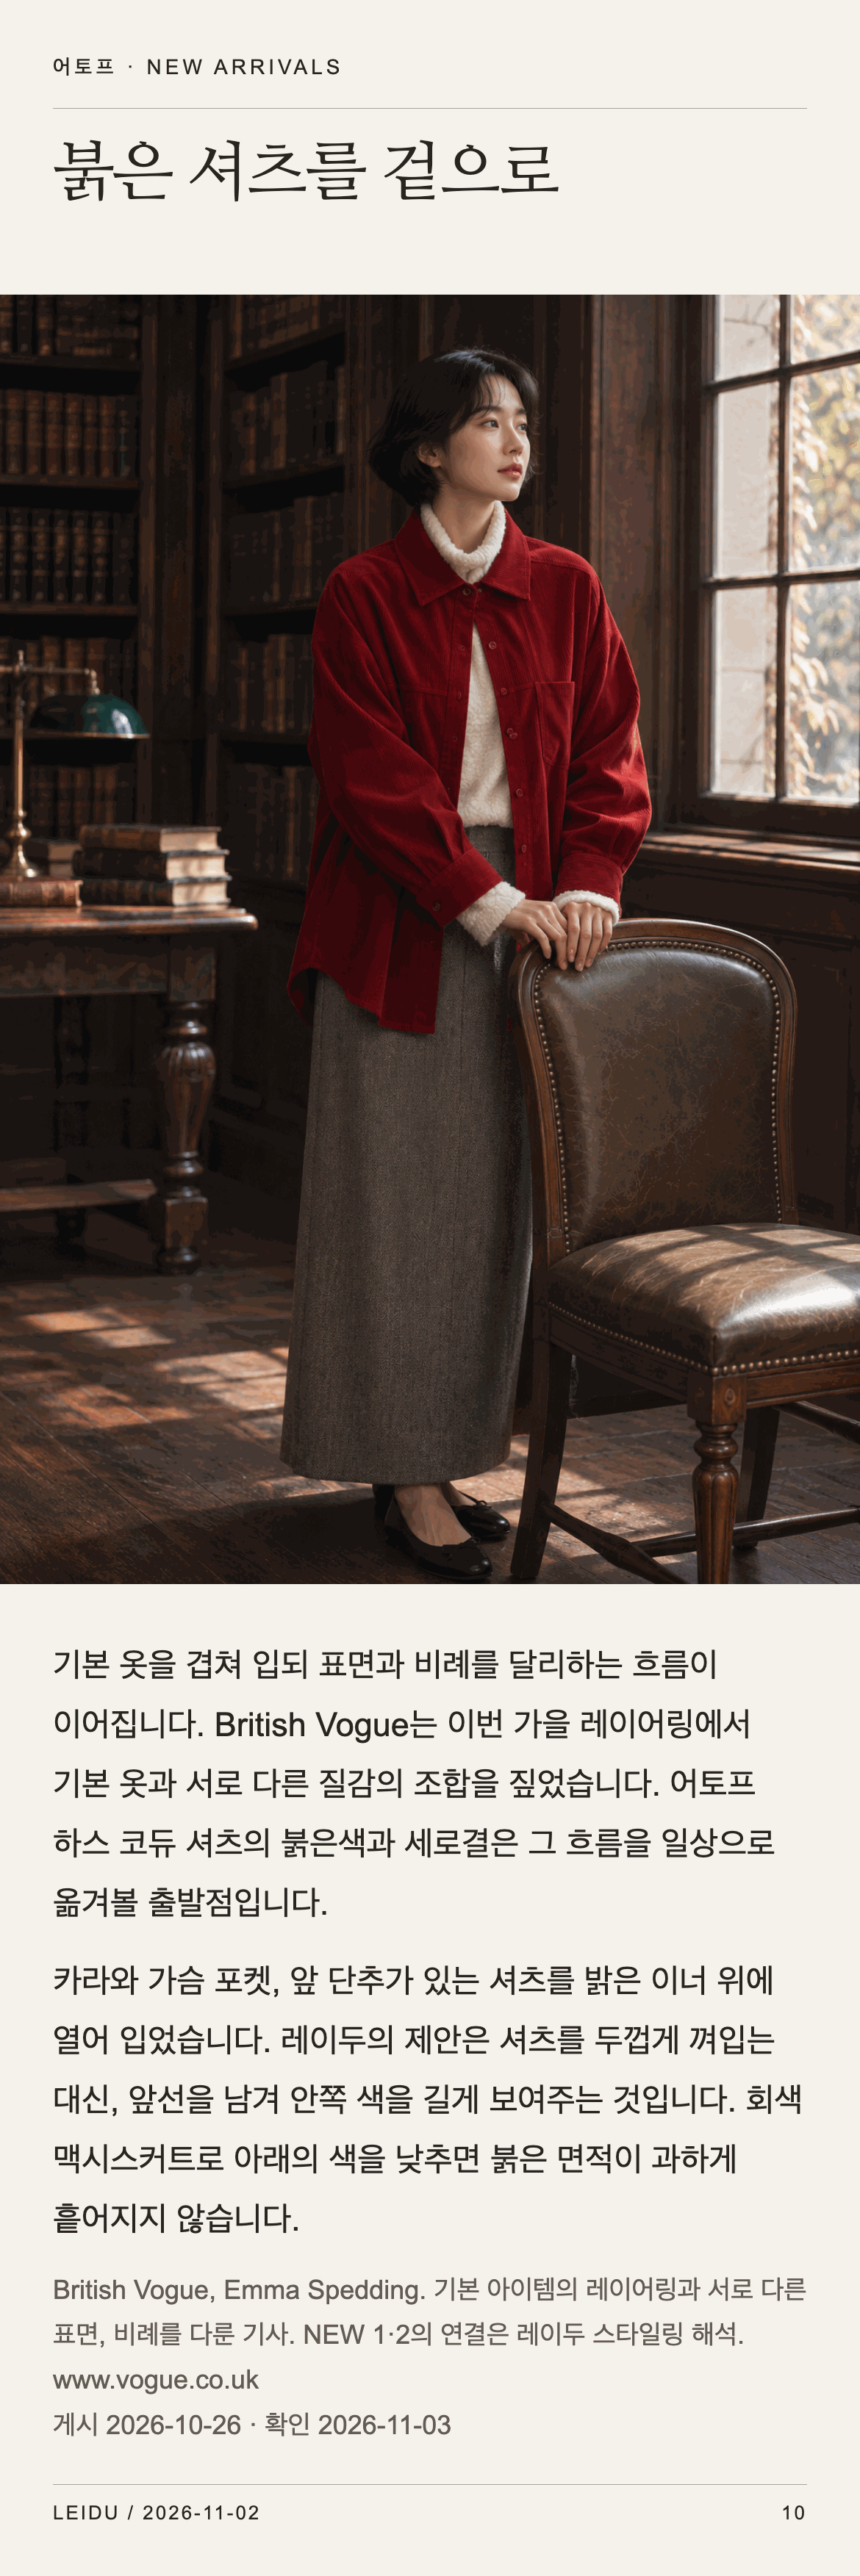 어토프 · NEW ARRIVALS
붉은 셔츠를 겉으로
기본 옷을 겹쳐 입되 표면과 비례를 달리하는 흐름이
이어집니다. British Vogue는 이번 가을 레이어링에서
기본 옷과 서로 다른 질감의 조합을 짚었습니다. 어토프
하스 코듀 셔츠의 붉은색과 세로결은 그 흐름을 일상으로
옮겨볼 출발점입니다.
카라와 가슴 포켓, 앞 단추가 있는 셔츠를 밝은 이너 위에
열어 입었습니다. 레이두의 제안은 셔츠를 두껍게 껴입는
대신, 앞선을 남겨 안쪽 색을 길게 보여주는 것입니다. 회색
맥시스커트로 아래의 색을 낮추면 붉은 면적이 과하게
흩어지지 않습니다.
British Vogue, Emma Spedding. 기본 아이템의 레이어링과 서로 다른
표면, 비례를 다룬 기사. NEW 1·2의 연결은 레이두 스타일링 해석.
www.vogue.co.uk
게시 2026-10-26 · 확인 2026-11-03
LEIDU / 2026-11-02
10